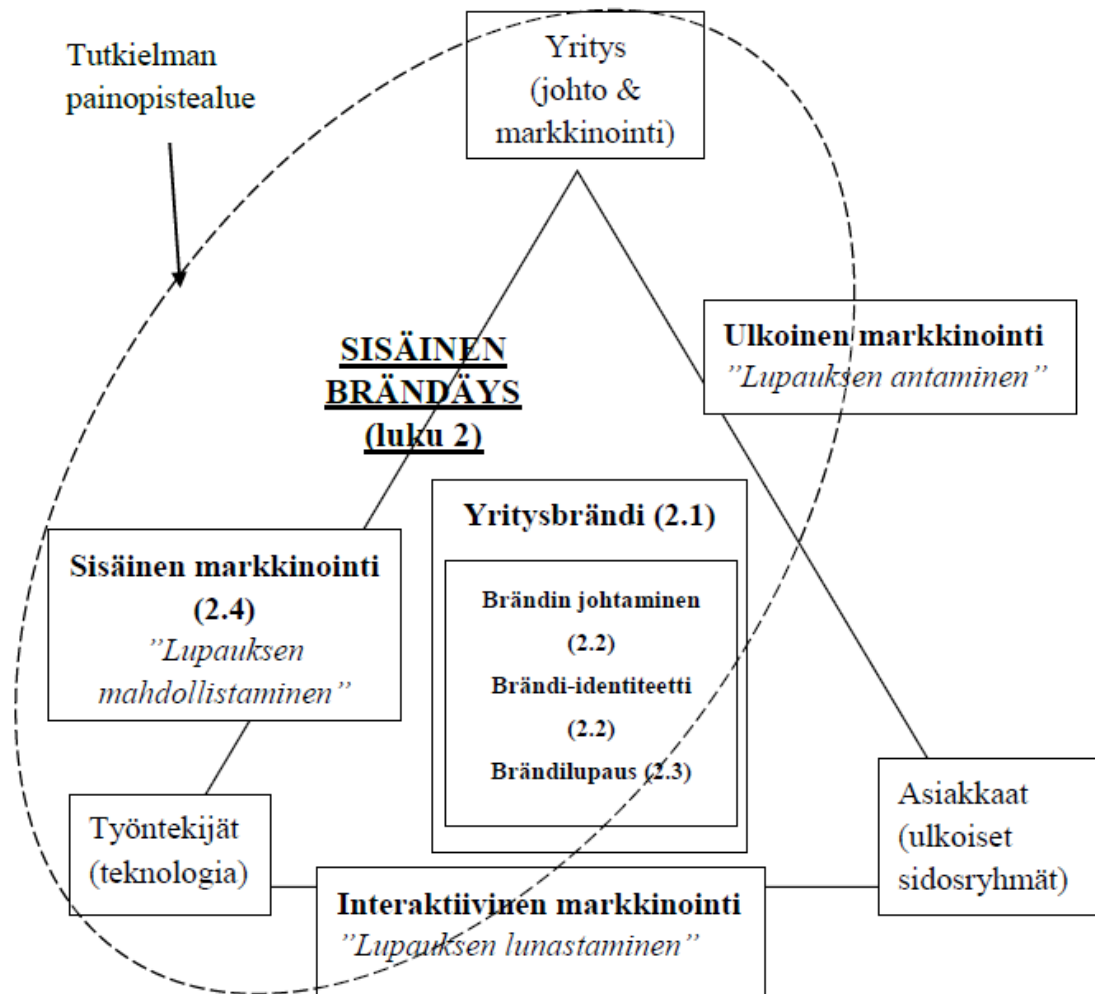 Tutkielman
painopistealue
Yritys
(johto &
markkinointi)
SISÄINEN
BRÄNDÄYS
(luku 2)
Ulkoinen markkinointi
”Lupauksen antaminen”
Yritysbrändi (2.1)
Brändin johtaminen
(2.2)
Brändi-identiteetti
(2.2)
Brändilupaus (2.3)
Sisäinen markkinointi
(2.4)
”Lupauksen
mahdollistaminen”
Työntekijät
(teknologia)
Asiakkaat
(ulkoiset
sidosryhmät)
Interaktiivinen markkinointi
”Lupauksen lunastaminen”